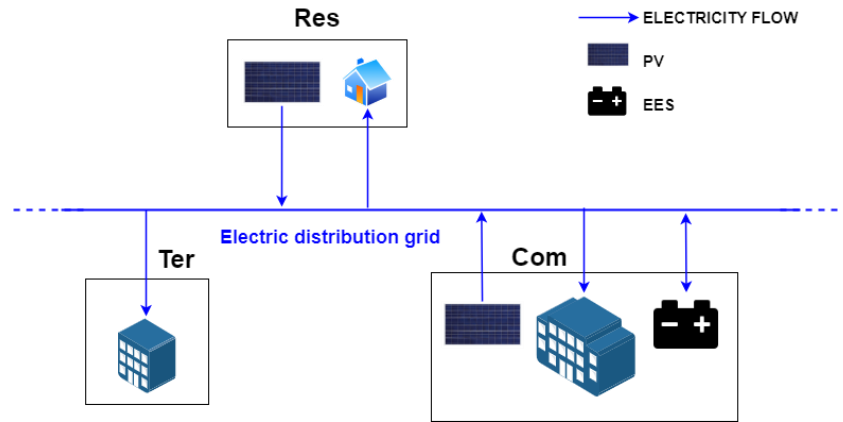 Res
ELECTRICITY FLOW
PV
EES
Electric distribution grid
Ter
Com